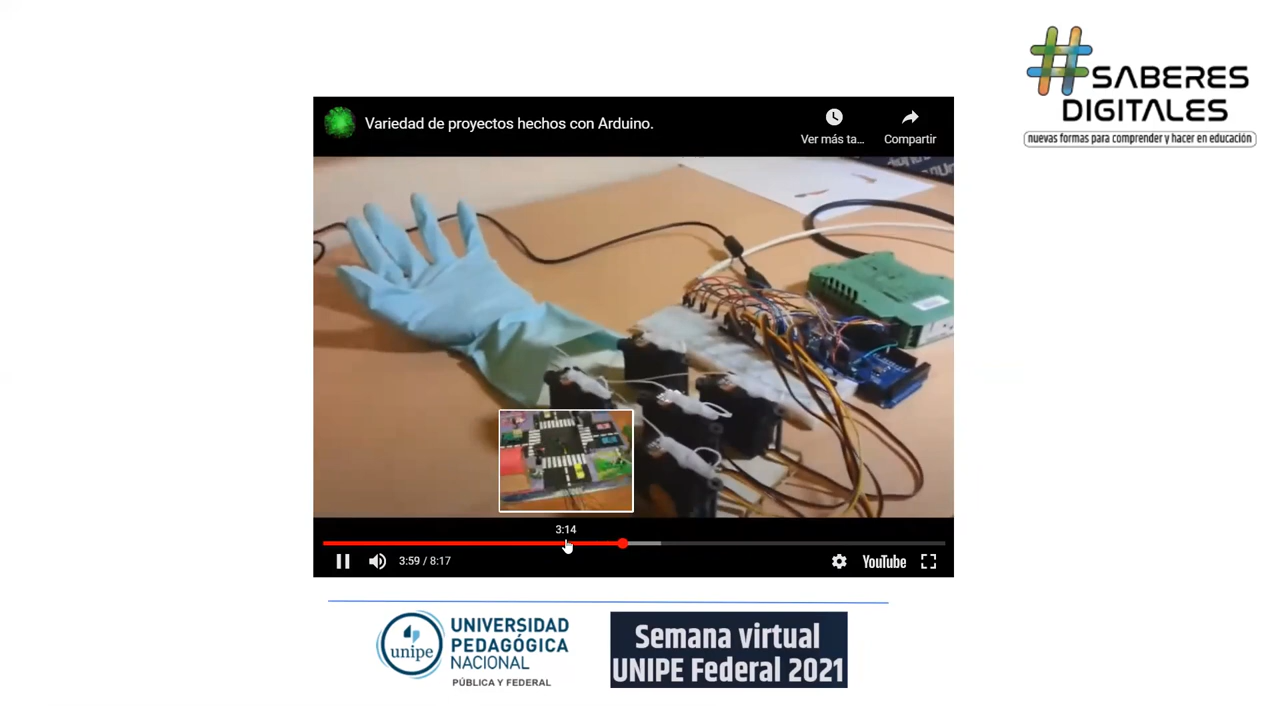 SABERES
DIGITALES
nuevas formas para comprender y hacer en educación
Variedad de proyectos hechos con Arduino.
Ver más ta...
Compartir
3:14
3:59 / 8:17
YouTube
unipe
UNIVERSIDAD
PEDAGÓGICA
NACIONAL
PÚBLICA Y FEDERAL
Semana virtual
UNIPE Federal 2021